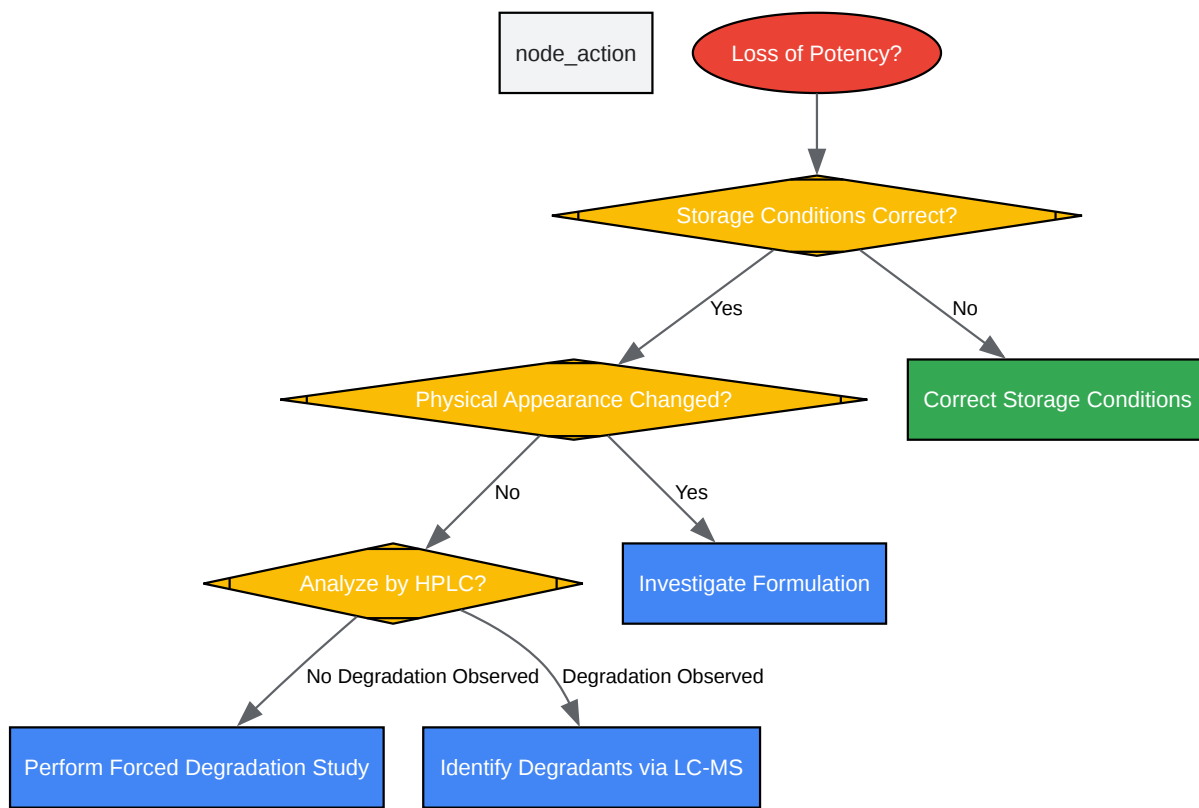 node_action
Loss of Potency?
Storage Conditions Correct?
Yes
No
Physical Appearance Changed?
Correct Storage Conditions
No
Yes
Analyze by HPLC?
Investigate Formulation
No Degradation Observed
Degradation Observed
Perform Forced Degradation Study
Identify Degradants via LC-MS